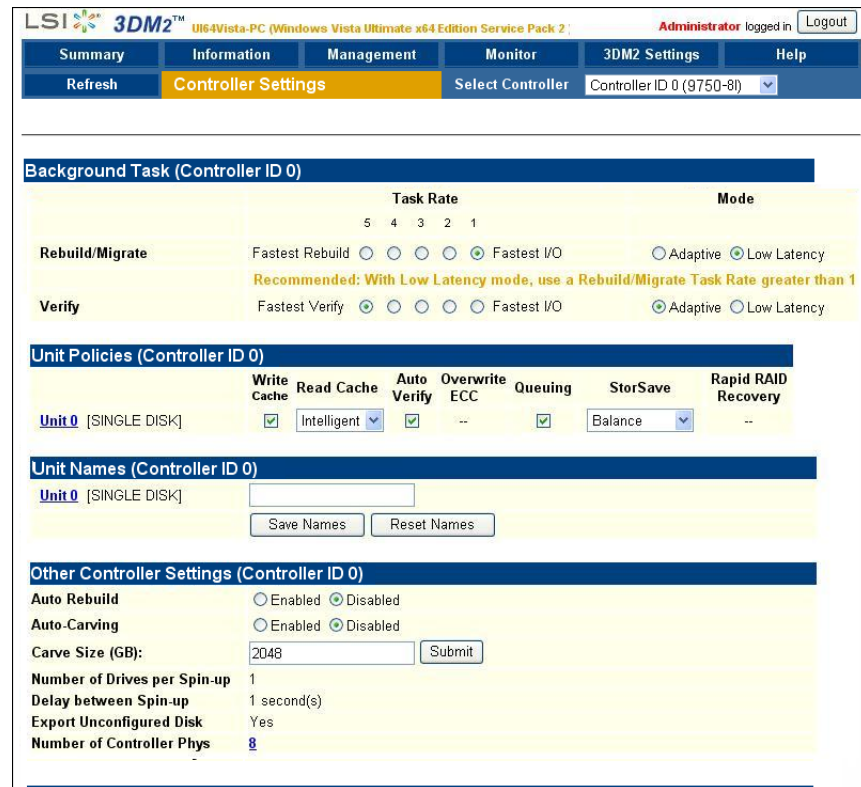 LSI 3DM2™ UI64Vista-PC (Windows Vista Ultimate x64 Edition Service Pack 2 Administrator logged in Logout
Summary Information Management Monitor 3DM2 Settings Help
Refresh Controller Settings Select Controller Controller ID 0 (9750-8I)
Background Task (Controller ID 0)
Task Rate Mode
5 4 3 2 1
Rebuild/Migrate Fastest Rebuild Fastest I/O Adaptive Low Latency
Recommended: With Low Latency mode, use a Rebuild/Migrate Task Rate greater than 1
Verify Fastest Verify Fastest I/O Adaptive Low Latency
Unit Policies (Controller ID 0)
Write Cache Read Cache Auto Verify Overwrite ECC Queuing StorSave Rapid RAID Recovery
Unit 0 [SINGLE DISK] Intelligent -- Balance --
Unit Names (Controller ID 0)
Unit 0 [SINGLE DISK]
Save Names Reset Names
Other Controller Settings (Controller ID 0)
Auto Rebuild Enabled Disabled
Auto-Carving Enabled Disabled
Carve Size (GB): 2048 Submit
Number of Drives per Spin-up 1
Delay between Spin-up 1 second(s)
Export Unconfigured Disk Yes
Number of Controller Phys 8